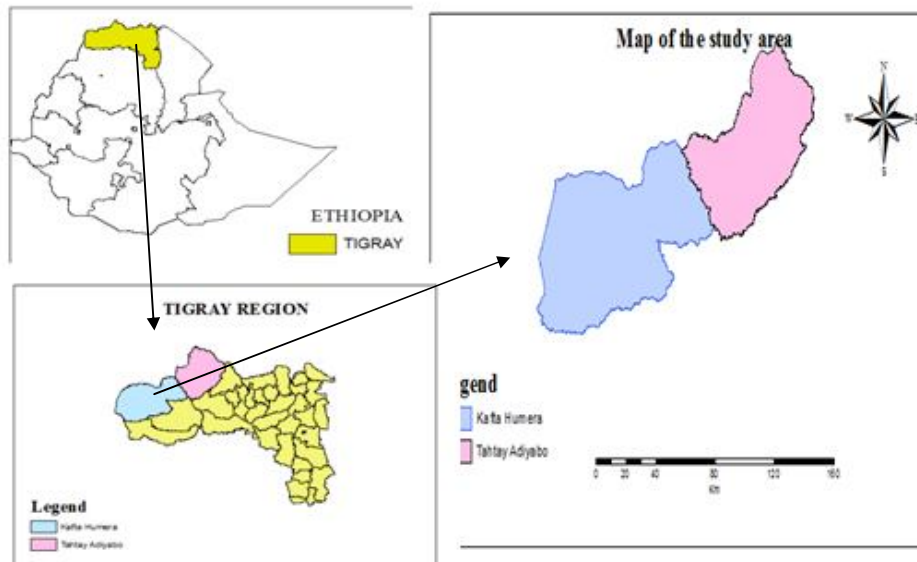 ETHIOPIA
TIGRAY
TIGRAY REGION
Legend
Kafta Humera
Tahtay Adiyabo
Map of the study area
N
W
E
S
gend
Kafta Humera
Tahtay Adiyabo
0 20 40 80 120 160
Km